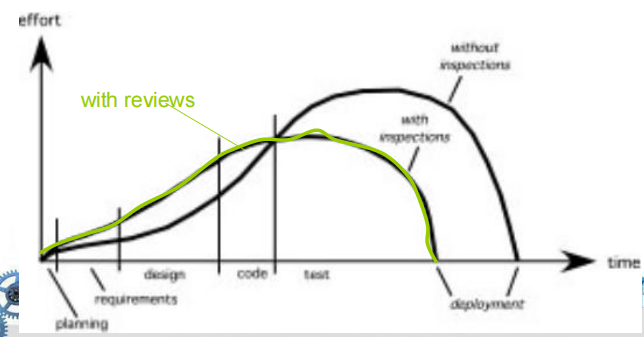 effort
without
inspections
with reviews
with
inspections
time
design
code
test
requirements
deployment
planning